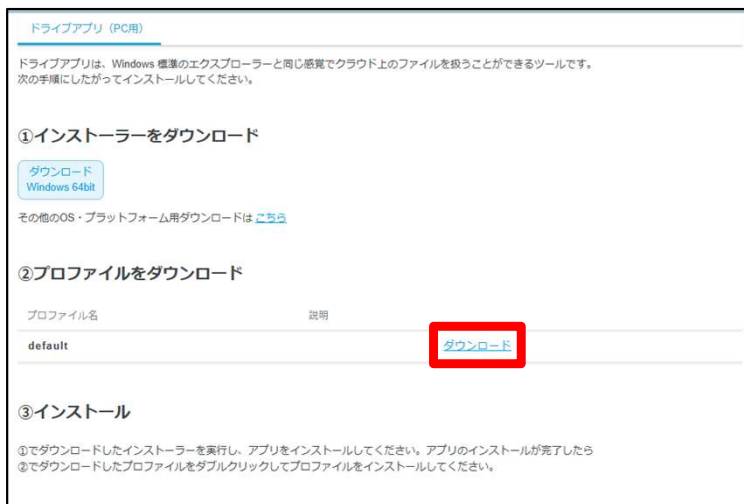 ドライブアプリ（PC用）
ドライブアプリは、Windows 標準のエクスプローラーと同じ感覚でクラウド上のファイルを扱うことができるツールです。
次の手順にしたがってインストールしてください。
①インストーラーをダウンロード
ダウンロード
Windows 64bit
その他のOS・プラットフォーム用ダウンロードは こちら
②プロファイルをダウンロード
プロファイル名 説明
default ダウンロード
③インストール
①でダウンロードしたインストーラーを実行し、アプリをインストールしてください。アプリのインストールが完了したら
②でダウンロードしたプロファイルをダブルクリックしてプロファイルをインストールしてください。